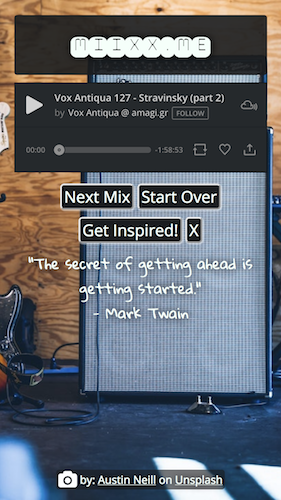 MIIXX.ME
Vox Antiqua 127 - Stravinsky (part 2)
by Vox Antiqua @ amagi.gr FOLLOW
00:00 -1:58:53
Next Mix Start Over
Get Inspired! X
"The secret of getting ahead is
getting started."
- Mark Twain
by: Austin Neill on Unsplash